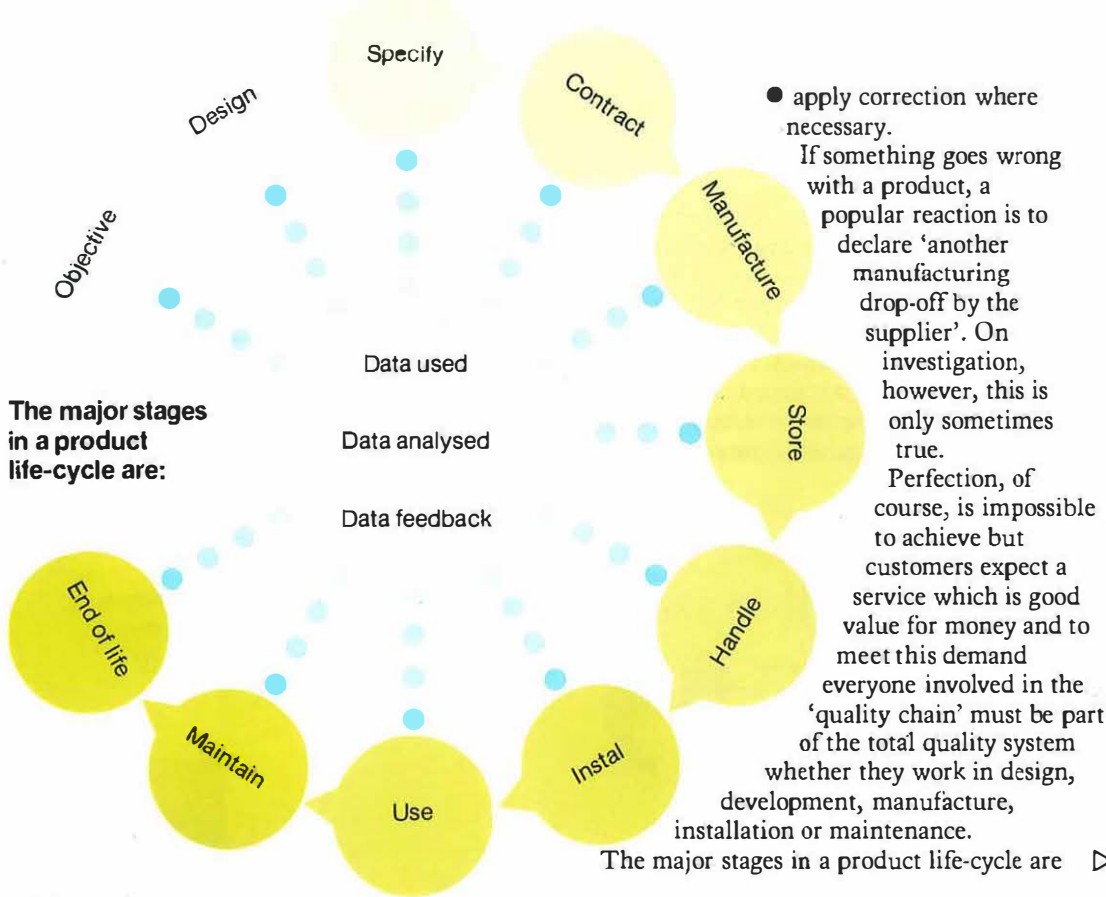 The major stages
in a product
life-cycle are:
Objective
Design
Specify
Contract
Manufacture
Store
Handle
Instal
Use
Maintain
End of life
Data used
Data analysed
Data feedback
● apply correction where
necessary.
If something goes wrong
with a product, a
popular reaction is to
declare ‘another
manufacturing
drop-off by the
supplier’. On
investigation,
however, this is
only sometimes
true.
Perfection, of
course, is impossible
to achieve but
customers expect a
service which is good
value for money and to
meet this demand
everyone involved in the
‘quality chain’ must be part
of the total quality system
whether they work in design,
development, manufacture,
installation or maintenance.
The major stages in a product life-cycle are ▷